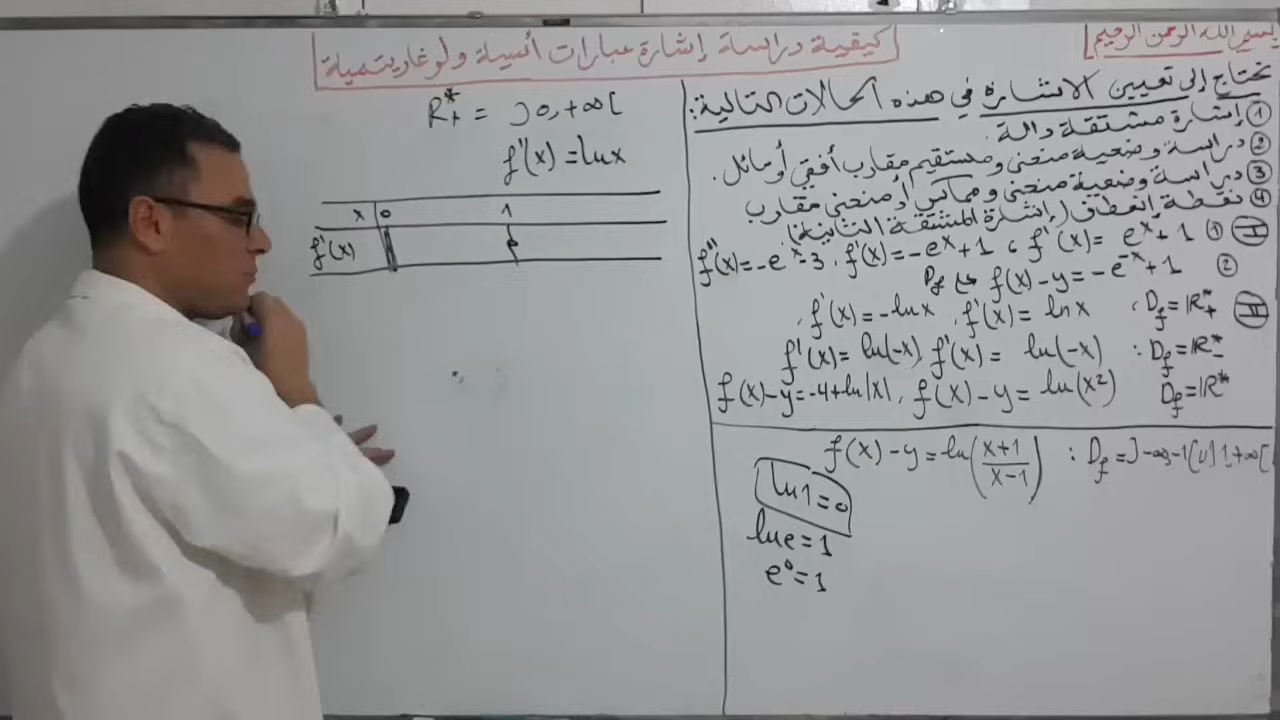 بسم الله الرحمن الرحيم
كيفية دراسة إشارة عبارات أسية ولوغاريتمية
نحتاج إلى تعيين الإشارة في هذه الحالات التالية:
① إشارة مشتقة دالة.
② دراسة وضعية منحنى ومستقيم مقارب أفقي أو مائل.
③ دراسة وضعية منحنى ومماس أو منحنى مقارب
④ نقطة إنعطاف (إشارة المشتقة الثانية)
I ① f'(x) = e^x + 1 ، f'(x) = -e^x + 1 ، f''(x) = -e^x - 3
② f(x) - y = -e^-x + 1 Df
II Df = IR*+ ، f'(x) = ln x ، f'(x) = -ln x ،
Df = IR*- : f'(x) = ln(-x) ، f'(x) = ln(-x)
Df = IR* f(x) - y = ln(x²) ، f(x) - y = -4 + ln|x|
f(x) - y = ln(x+1/x-1) : Df = ]-∞,-1[∪]1,+∞[
ln1 = 0
lne = 1
e⁰ = 1
R*+ = ]0,+∞[
f'(x) = lnx
x 0 1
f'(x)